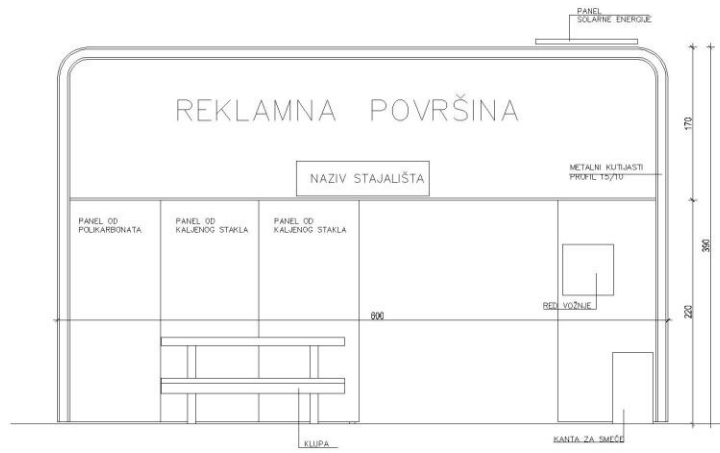 PANEL
SOLARNE ENERGIJE
REKLAMNA POVRŠINA
170
METALNI KUTIJASTI
PROFIL 15/10
NAZIV STAJALIŠTA
390
PANEL OD
POLIKARBONATA
PANEL OD
KALJENOG STAKLA
PANEL OD
KALJENOG STAKLA
RED VOŽNJE
600
220
KLUPA
KANTA ZA SMEĆE